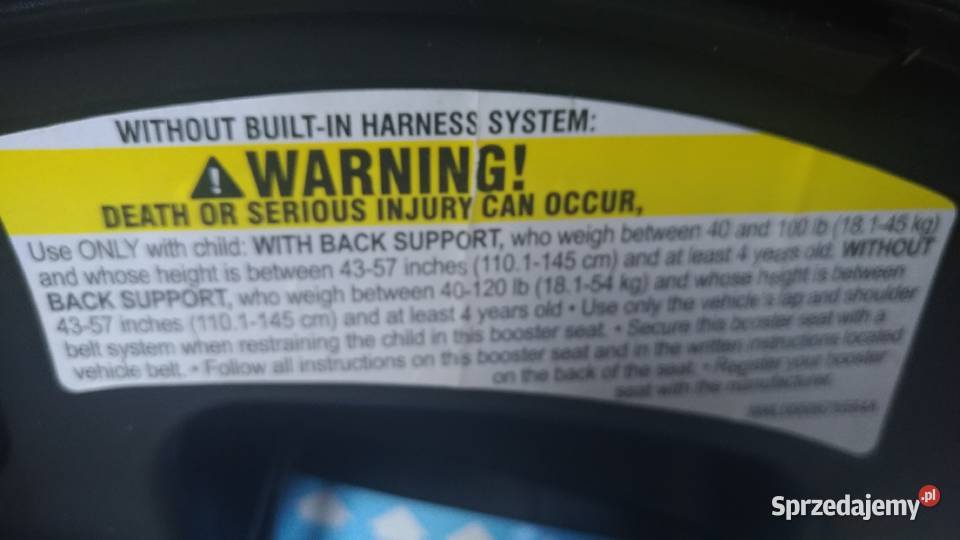 WITHOUT BUILT-IN HARNESS SYSTEM:
WARNING!
DEATH OR SERIOUS INJURY CAN OCCUR,
Use ONLY with child: WITH BACK SUPPORT, who weigh between 40 and 100 lb (18.1-45 kg)
and whose height is between 43-57 inches (110.1-145 cm) and at least 4 years old. WITHOUT
BACK SUPPORT, who weigh between 40-120 lb (18.1-54 kg) and whose height is between
43-57 inches (110.1-145 cm) and at least 4 years old • Use only the vehicle's lap and shoulder
belt system when restraining the child in this booster seat. • Secure this booster seat with a
vehicle belt. • Follow all instructions on this booster seat and in the written instructions located
on the back of the seat. • Register your booster
seat with the manufacturer.
Sprzedajemy.pl